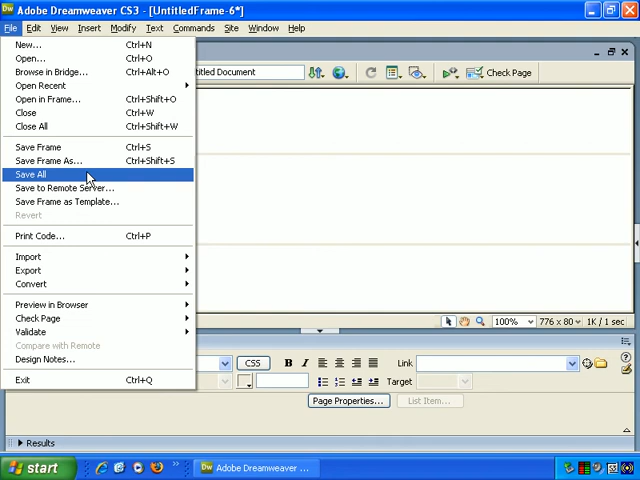 Adobe Dreamweaver CS3 - [UntitledFrame-6*]
File Edit View Insert Modify Text Commands Site Window Help
New... Ctrl+N
Open... Ctrl+O
Browse in Bridge... Ctrl+Alt+O
Open Recent
Open in Frame... Ctrl+Shift+O
Close Ctrl+W
Close All Ctrl+Shift+W
Save Frame Ctrl+S
Save Frame As... Ctrl+Shift+S
Save All
Save to Remote Server...
Save Frame as Template...
Revert
Print Code... Ctrl+P
Import
Export
Convert
Preview in Browser
Check Page
Validate
Compare with Remote
Design Notes...
Exit Ctrl+Q
titled Document
Check Page
100% 776 x 80 1K / 1 sec
CSS B I Link
Target
Page Properties... List Item...
Results
start Adobe Dreamweaver ...